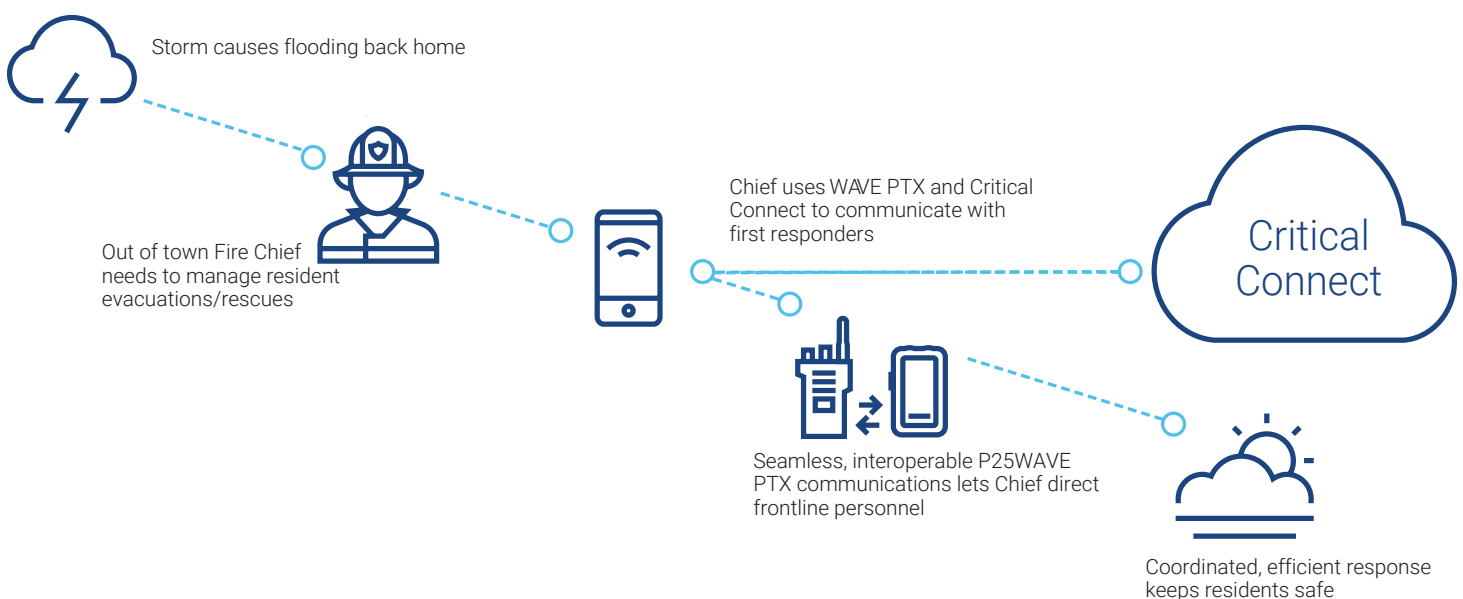 Storm causes flooding back home
Out of town Fire Chief
needs to manage resident
evacuations/rescues
Chief uses WAVE PTX and Critical
Connect to communicate with
first responders
Critical
Connect
Seamless, interoperable P25WAVE
PTX communications lets Chief direct
frontline personnel
Coordinated, efficient response
keeps residents safe